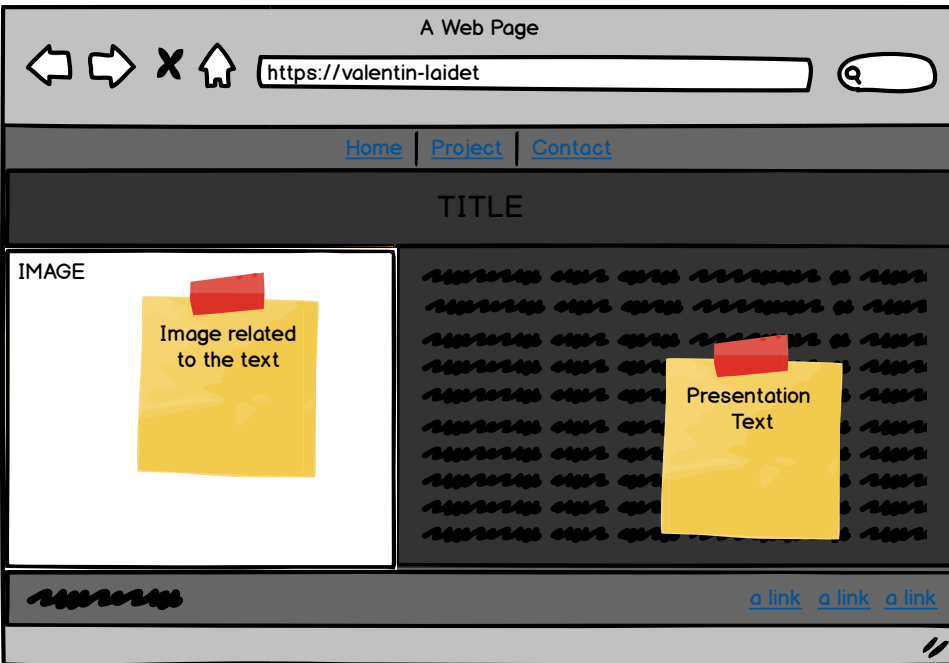 A Web Page
https://valentin-laidet
Home Project Contact
TITLE
IMAGE
Image related
to the text
Presentation
Text
a link a link a link